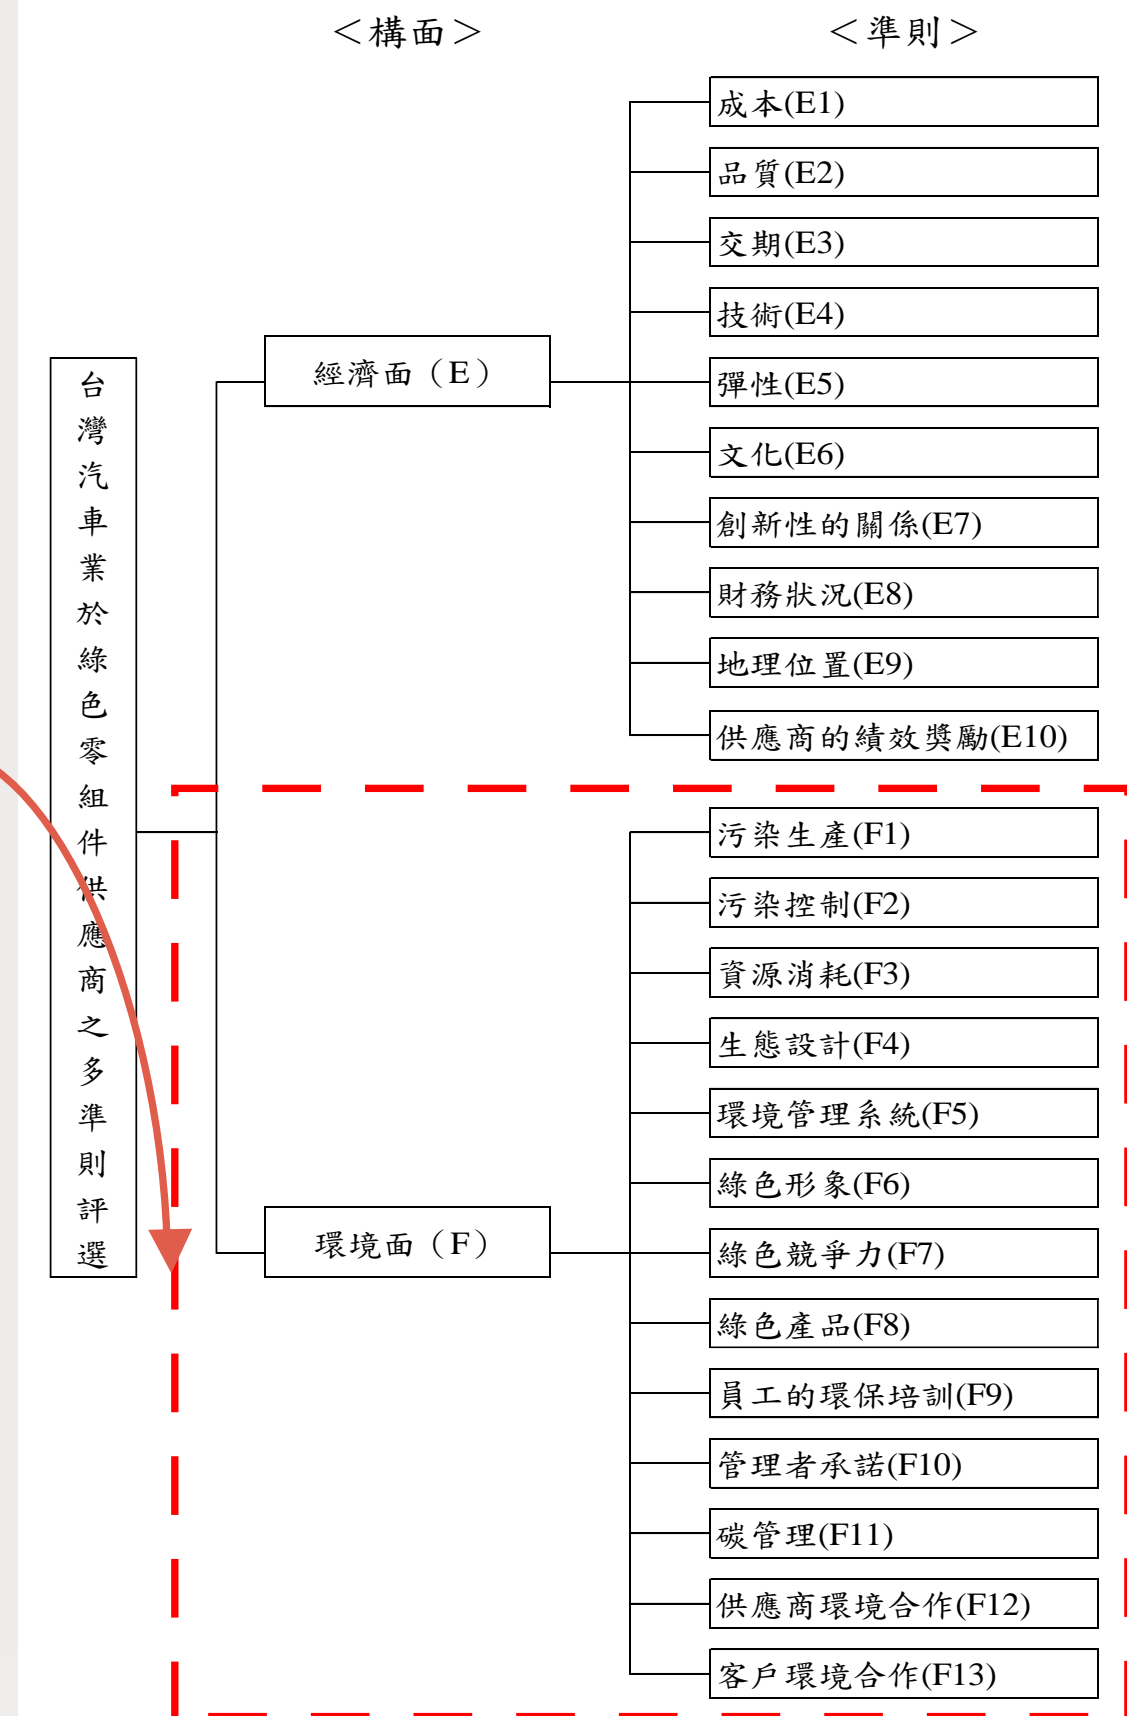 ＜構面＞
＜準則＞
台灣汽車業於綠色零組件供應商之多準則評選
經濟面（E）
成本(E1)
品質(E2)
交期(E3)
技術(E4)
彈性(E5)
文化(E6)
創新性的關係(E7)
財務狀況(E8)
地理位置(E9)
供應商的績效獎勵(E10)
環境面（F）
污染生產(F1)
污染控制(F2)
資源消耗(F3)
生態設計(F4)
環境管理系統(F5)
綠色形象(F6)
綠色競爭力(F7)
綠色產品(F8)
員工的環保培訓(F9)
管理者承諾(F10)
碳管理(F11)
供應商環境合作(F12)
客戶環境合作(F13)